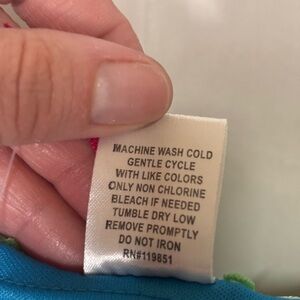 MACHINE WASH COLD
GENTLE CYCLE
WITH LIKE COLORS
ONLY NON CHLORINE
BLEACH IF NEEDED
TUMBLE DRY LOW
REMOVE PROMPTLY
DO NOT IRON
RN#119851